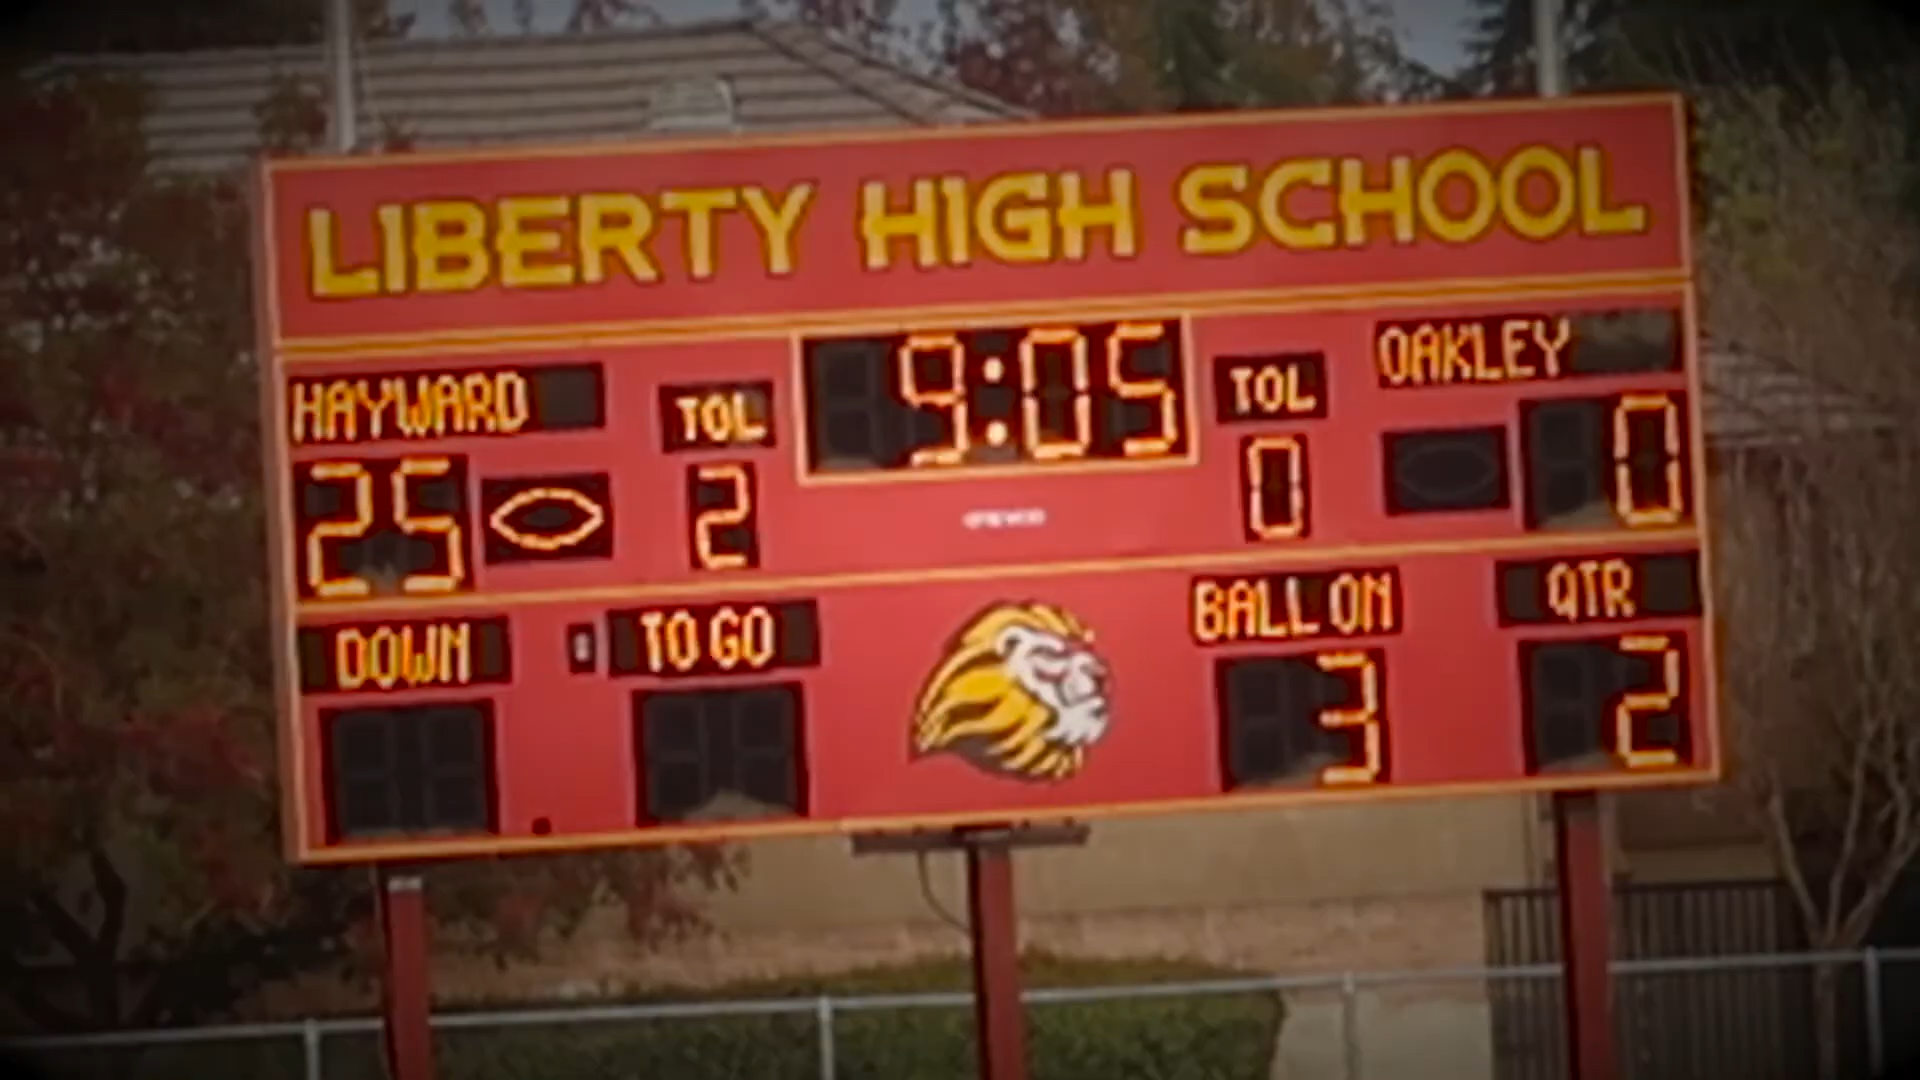 LIBERTY HIGH SCHOOL
HAYWARD TOL 9:05 TOL OAKLEY
25 2 0 0
DOWN TO GO BALL ON QTR
3 2